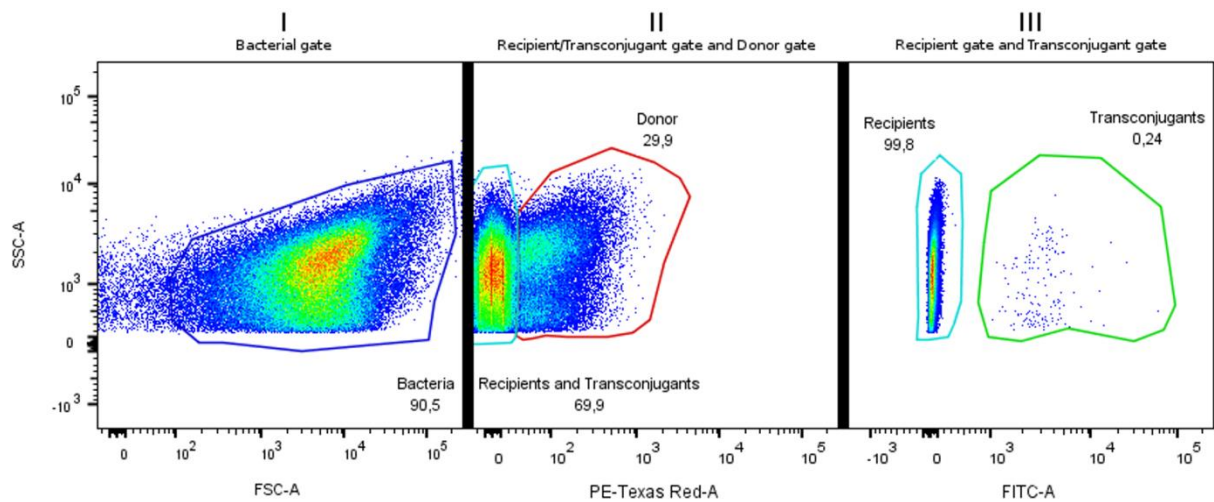 I
Bacterial gate
II
Recipient/Transconjugant gate and Donor gate
III
Recipient gate and Transconjugant gate
SSC-A
10^5
10^4
10^3
0
-10^3
Bacteria
90,5
0
10^2
10^3
10^4
10^5
FSC-A
Donor
29,9
Recipients and Transconjugants
69,9
0
10^2
10^3
10^4
10^5
PE-Texas Red-A
Recipients
99,8
Transconjugants
0,24
-10^3
0
10^3
10^4
10^5
FITC-A